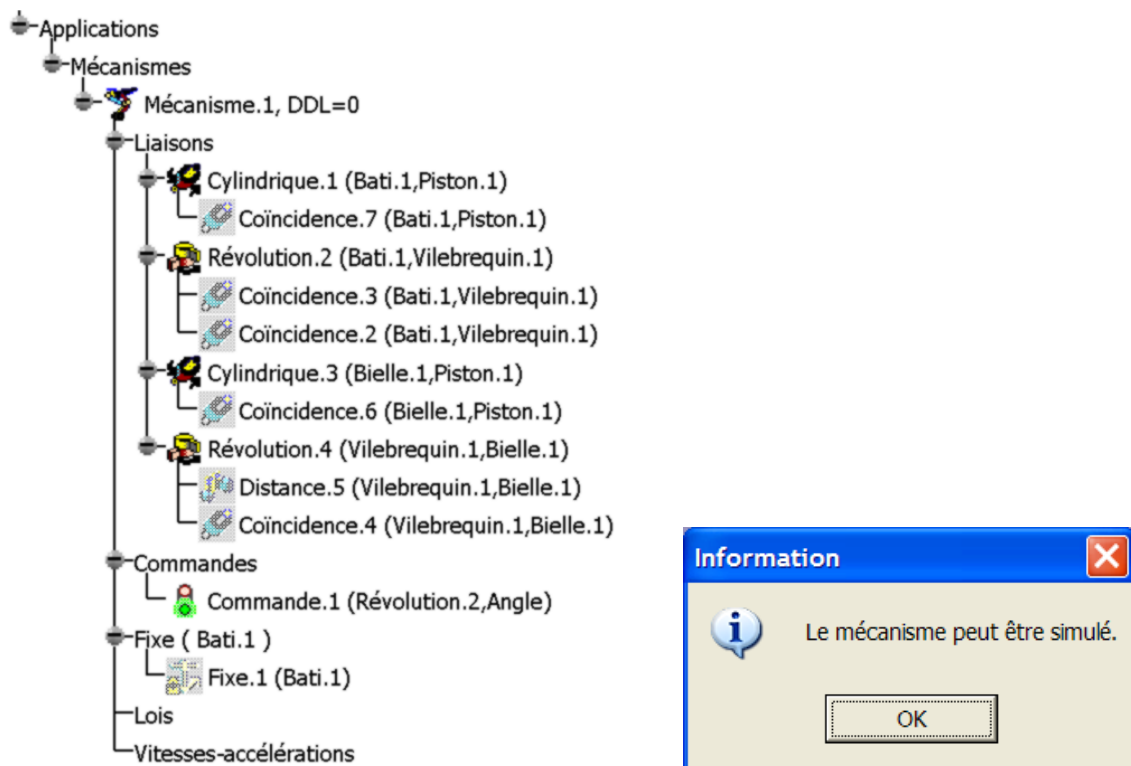 Applications
Mécanismes
Mécanisme.1, DDL=0
Liaisons
Cylindrique.1 (Bati.1,Piston.1)
Coïncidence.7 (Bati.1,Piston.1)
Révolution.2 (Bati.1,Vilebrequin.1)
Coïncidence.3 (Bati.1,Vilebrequin.1)
Coïncidence.2 (Bati.1,Vilebrequin.1)
Cylindrique.3 (Bielle.1,Piston.1)
Coïncidence.6 (Bielle.1,Piston.1)
Révolution.4 (Vilebrequin.1,Bielle.1)
Distance.5 (Vilebrequin.1,Bielle.1)
Coïncidence.4 (Vilebrequin.1,Bielle.1)
Commandes
Commande.1 (Révolution.2,Angle)
Fixe ( Bati.1 )
Fixe.1 (Bati.1)
Lois
Vitesses-accélérations
Information
Le mécanisme peut être simulé.
OK